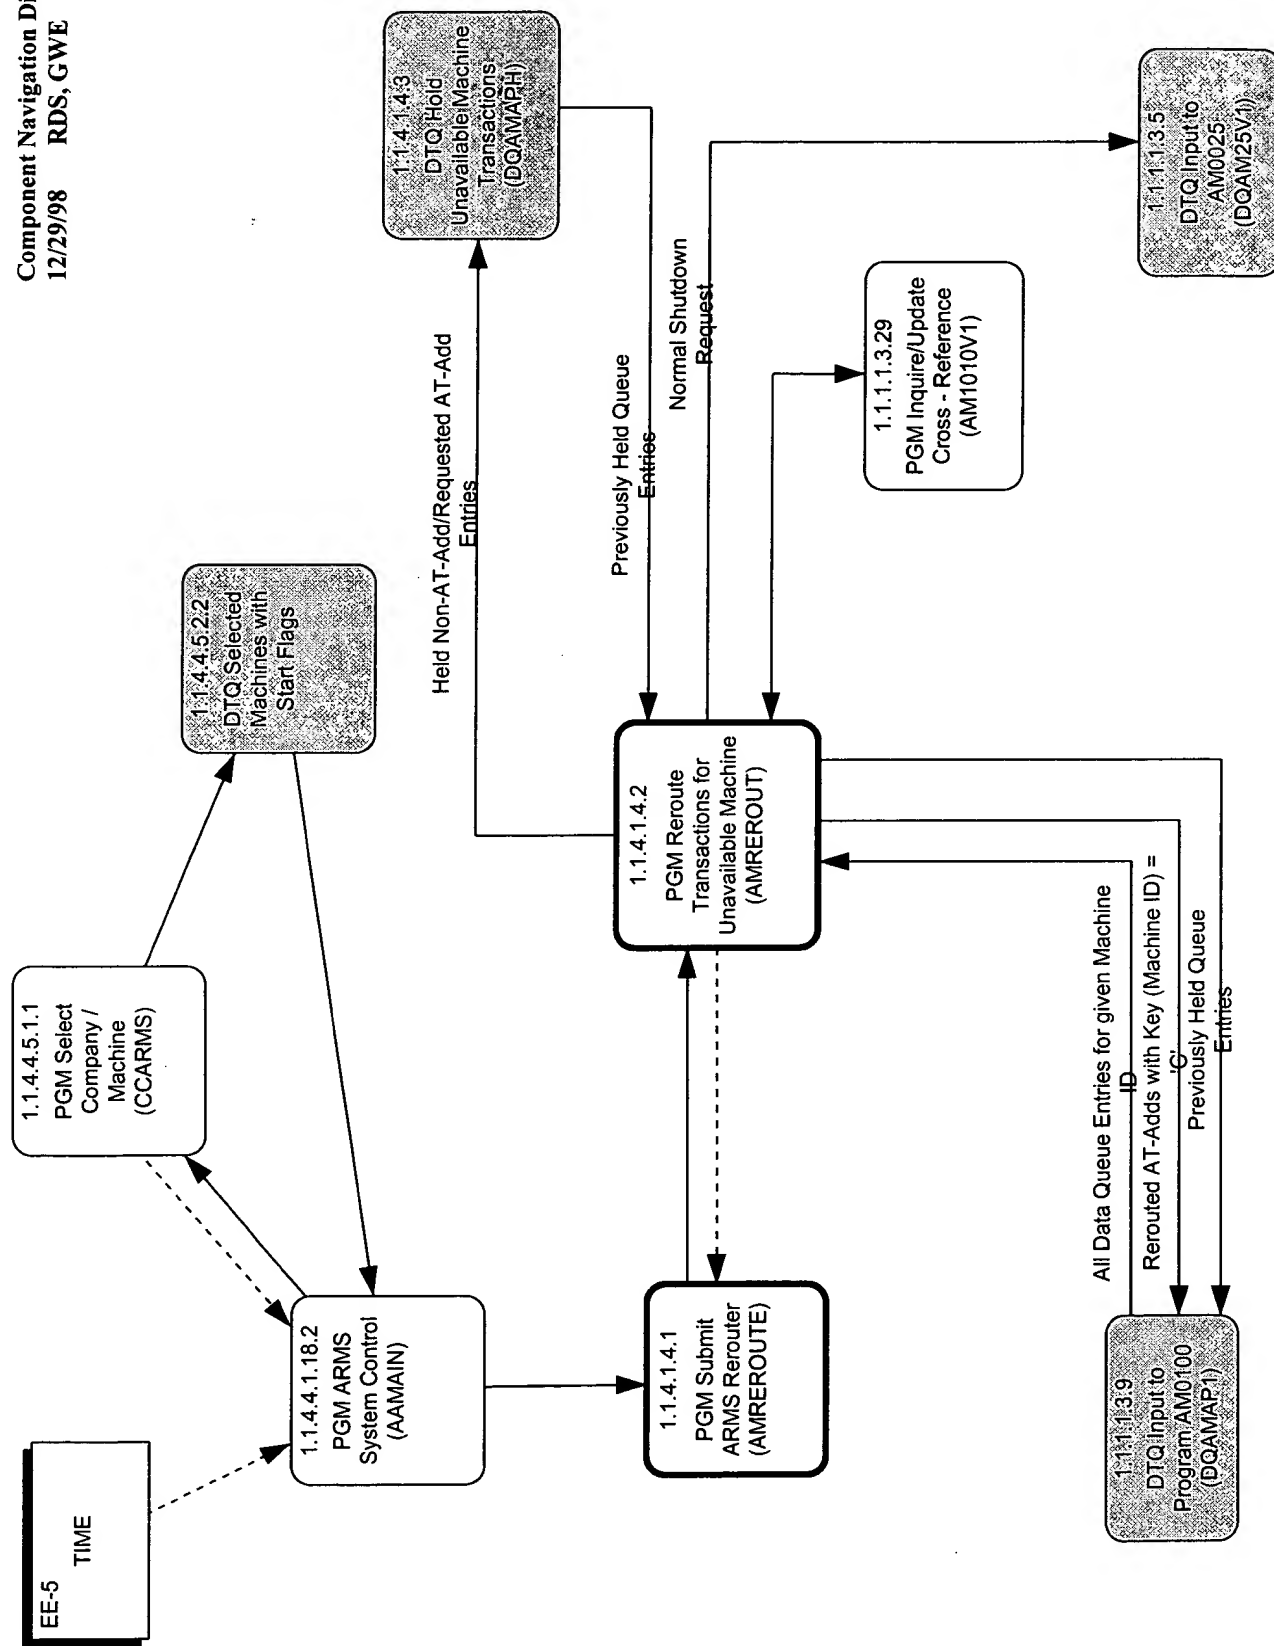 Component Navigation Di
12/29/98 RDS, GWE
EE-5
TIME
1.1.4.4.1.18.2
PGM ARMS
System Control
(AAMAIN)
1.1.4.4.5.1.1
PGM Select
Company /
Machine
(CCARMS)
1.1.4.4.5.2.2
DTQ Selected
Machines with
Start Flags
1.1.4.1.4.3
DTQ Hold
Unavailable Machine
Transactions
(DQAMAPH)
Held Non-AT-Add/Requested AT-Add
Entries
Previously Held Queue
Entries
Normal Shutdown
Request
1.1.4.1.4.1
PGM Submit
ARMS Rerouter
(AMREROUTE)
1.1.4.1.4.2
PGM Reroute
Transactions for
Unavailable Machine
(AMREROUT)
1.1.1.1.3.29
PGM Inquire/Update
Cross - Reference
(AM1010V1)
1.1.1.1.3.5
DTQ Input to
AM0025
(DQAM25V1)
All Data Queue Entries for given Machine
ID
Rerouted AT-Adds with Key (Machine ID) =
'G'
Previously Held Queue
Entries
1.1.1.1.3.9
DTQ Input to
Program AM0100
(DQAMAP1)